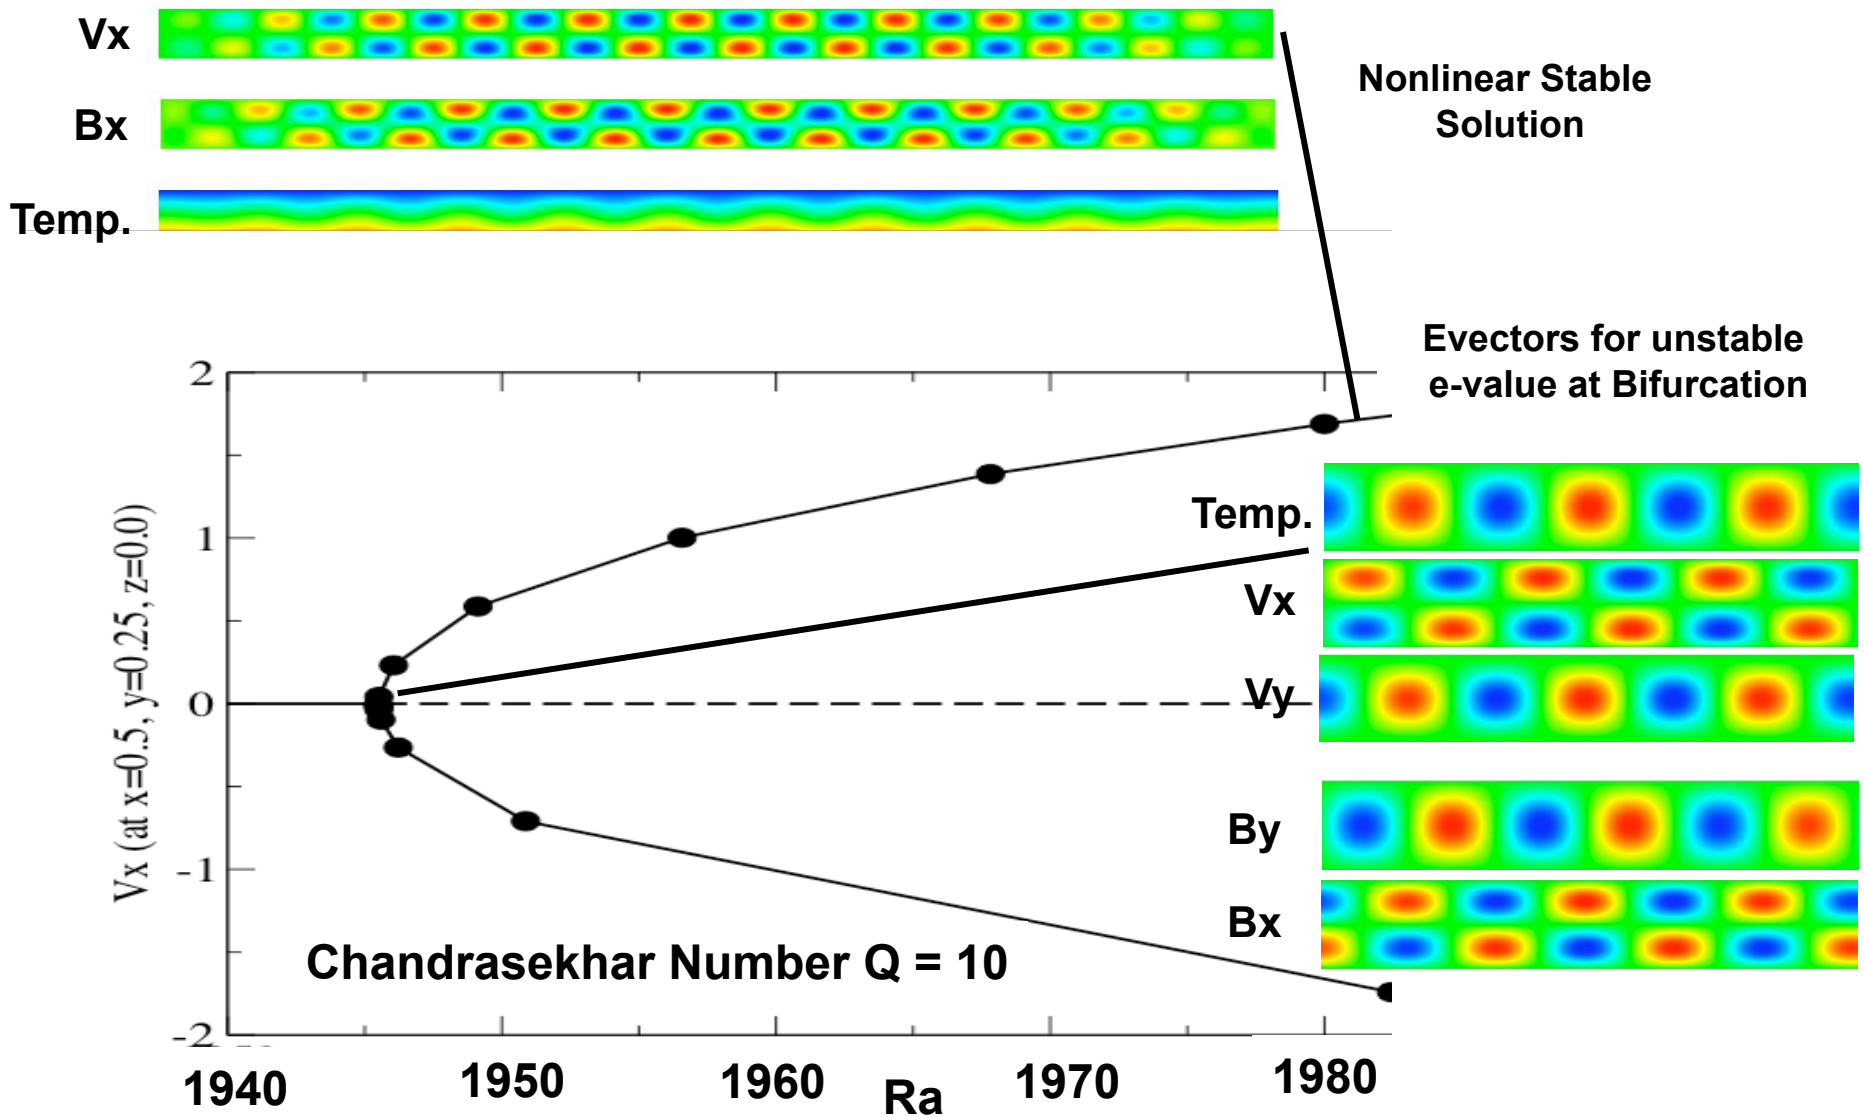 Vx
Bx
Temp.
Nonlinear Stable
Solution
Evectors for unstable
e-value at Bifurcation
2
1
0
-1
-2
Vx (at x=0.5, y=0.25, z=0.0)
Temp.
Vx
Vy
By
Bx
Chandrasekhar Number Q = 10
1940
1950
1960
1970
1980
Ra